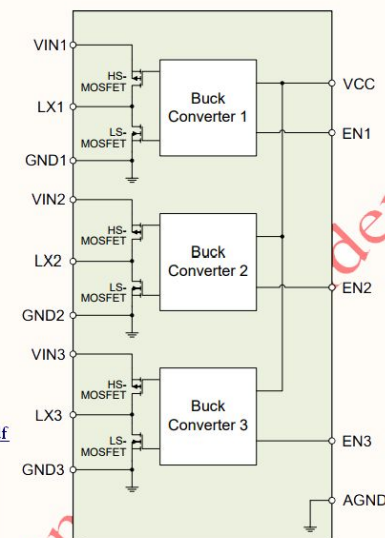 VIN1
HS-
MOSFET
LX1
LS-
MOSFET
GND1
Buck
Converter 1
VCC
EN1
VIN2
HS-
MOSFET
LX2
LS-
MOSFET
GND2
Buck
Converter 2
EN2
VIN3
HS-
MOSFET
LX3
LS-
MOSFET
GND3
Buck
Converter 3
EN3
AGND